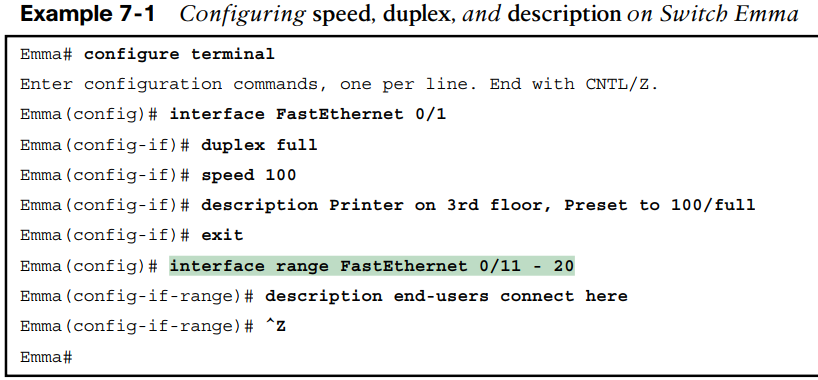 Example 7-1 Configuring speed, duplex, and description on Switch Emma
Emma# configure terminal
Enter configuration commands, one per line. End with CNTL/Z.
Emma(config)# interface FastEthernet 0/1
Emma(config-if)# duplex full
Emma(config-if)# speed 100
Emma(config-if)# description Printer on 3rd floor, Preset to 100/full
Emma(config-if)# exit
Emma(config)# interface range FastEthernet 0/11 - 20
Emma(config-if-range)# description end-users connect here
Emma(config-if-range)# ^Z
Emma#